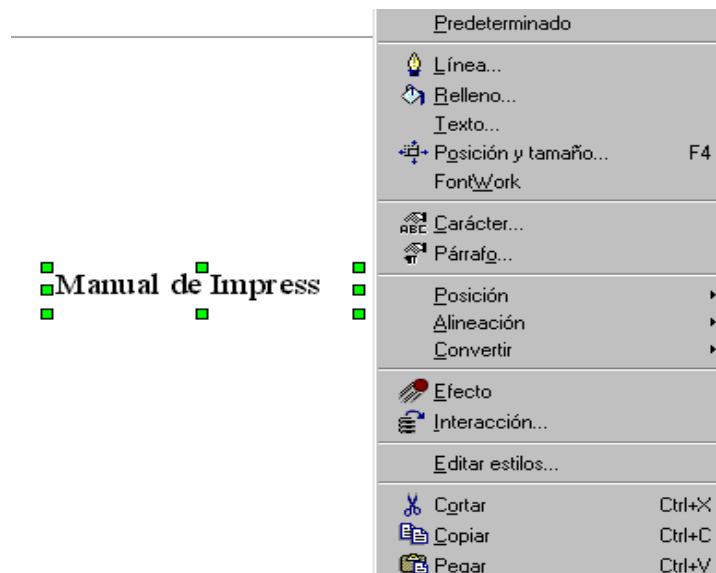 Predeterminado
Línea...
Relleno...
Texto...
Posición y tamaño... F4
FontWork
ABC Carácter...
Párrafo...
Manual de Impress
Posición
Alineación
Convertir
Efecto
Interacción...
Editar estilos...
Cortar Ctrl+X
Copiar Ctrl+C
Pegar Ctrl+V